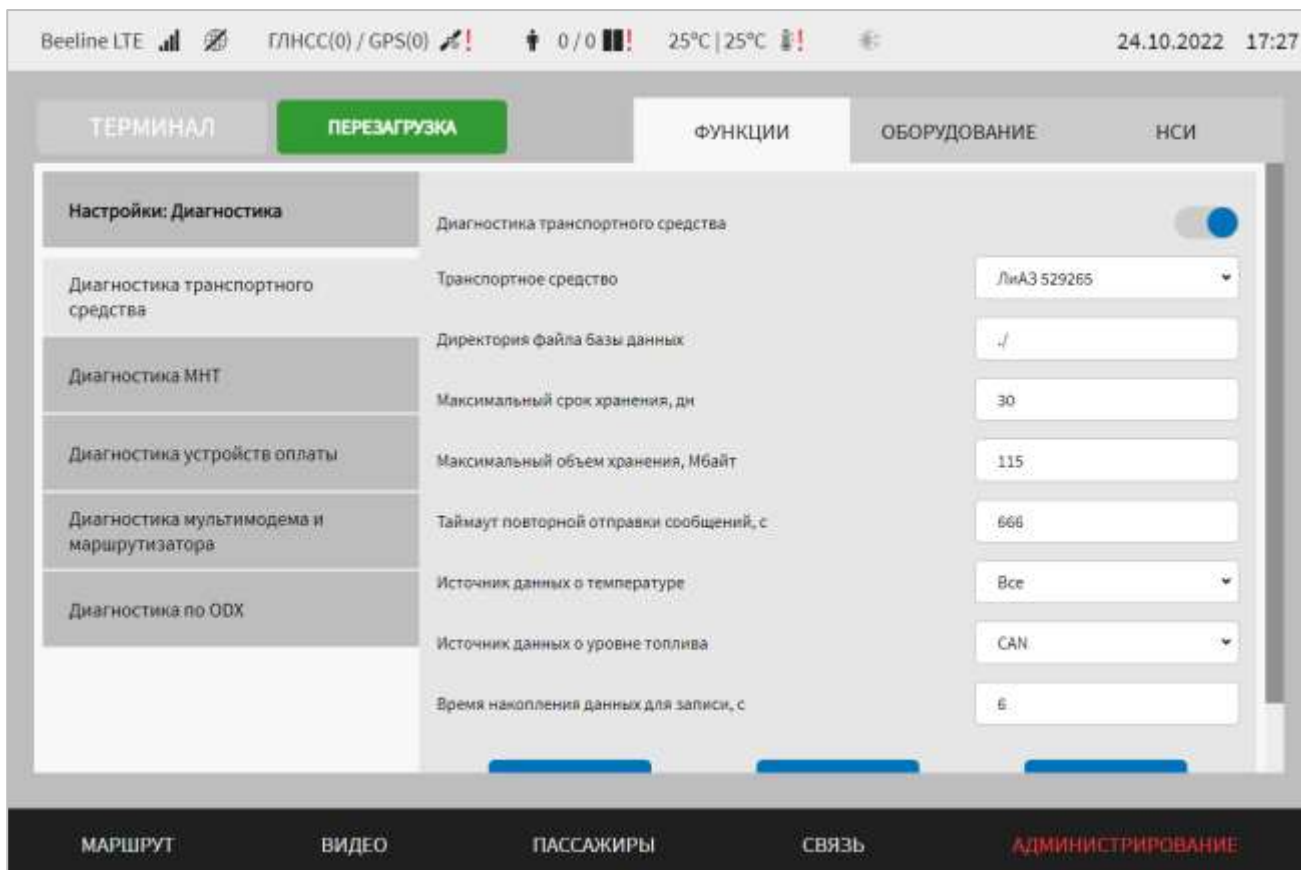 Beeline LTE ГЛНСС(0) / GPS(0) ! 0 / 0 ! 25°C | 25°C ! 24.10.2022 17:27
ТЕРМИНАЛ ПЕРЕЗАГРУЗКА ФУНКЦИИ ОБОРУДОВАНИЕ НСИ
Настройки: Диагностика
Диагностика транспортного
средства
Диагностика МНТ
Диагностика устройств оплаты
Диагностика мультимодема и
маршрутизатора
Диагностика по ODX
Диагностика транспортного средства
Транспортное средство ЛиАЗ 529265
Директория файла базы данных ./
Максимальный срок хранения, дн 30
Максимальный объем хранения, Мбайт 115
Таймаут повторной отправки сообщений, с 666
Источник данных о температуре Все
Источник данных о уровне топлива CAN
Время накопления данных для записи, с 6
МАРШРУТ ВИДЕО ПАССАЖИРЫ СВЯЗЬ АДМИНИСТРИРОВАНИЕ